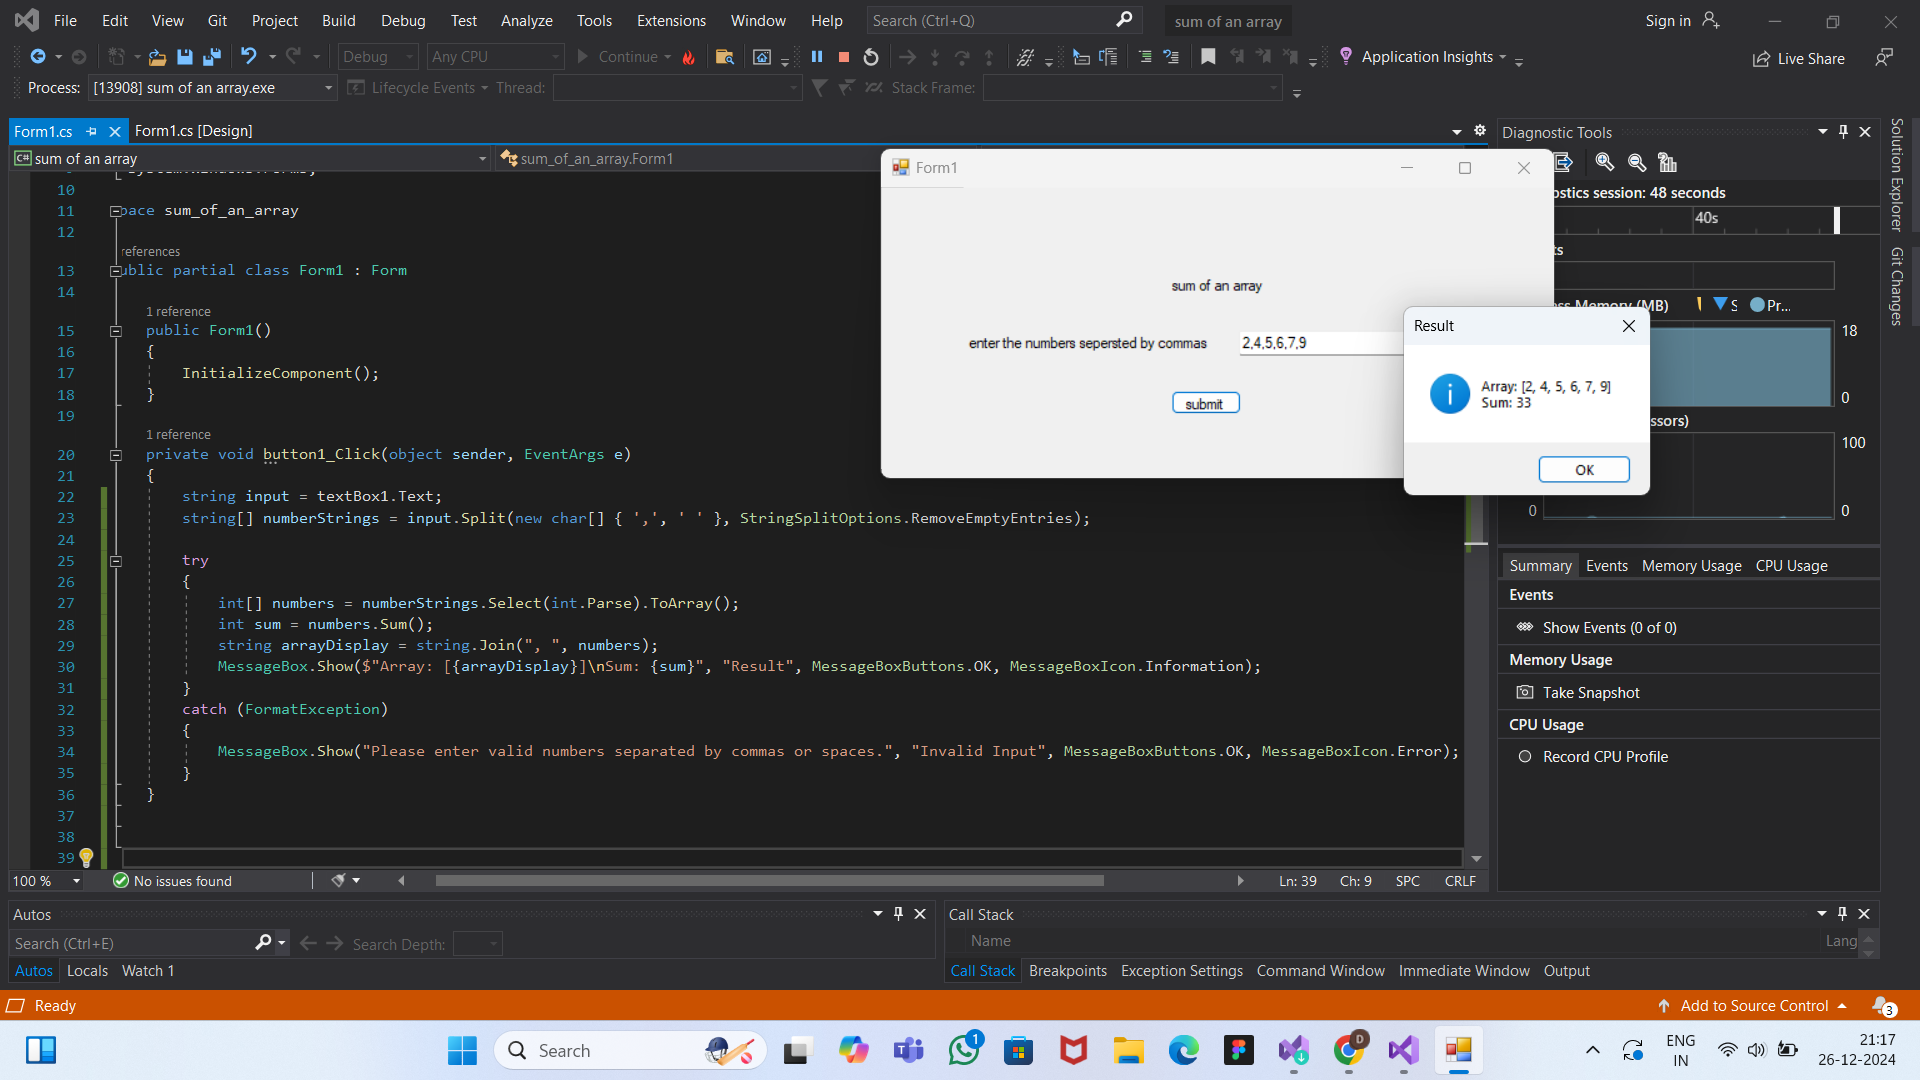 File Edit View Git Project Build Debug Test Analyze Tools Extensions Window Help Search (Ctrl+Q) sum of an array Sign in
Debug Any CPU Continue Application Insights Live Share
Process: [13908] sum of an array.exe Lifecycle Events Thread: Stack Frame:
Form1.cs Form1.cs [Design]
C# sum of an array sum_of_an_array.Form1
10
11 pace sum_of_an_array
12
references
13 ublic partial class Form1 : Form
14
1 reference
15 public Form1()
16 {
17 InitializeComponent();
18 }
19
1 reference
20 private void button1_Click(object sender, EventArgs e)
21 {
22 string input = textBox1.Text;
23 string[] numberStrings = input.Split(new char[] { ',', ' ' }, StringSplitOptions.RemoveEmptyEntries);
24
25 try
26 {
27 int[] numbers = numberStrings.Select(int.Parse).ToArray();
28 int sum = numbers.Sum();
29 string arrayDisplay = string.Join(", ", numbers);
30 MessageBox.Show($"Array: [{arrayDisplay}]\nSum: {sum}", "Result", MessageBoxButtons.OK, MessageBoxIcon.Information);
31 }
32 catch (FormatException)
33 {
34 MessageBox.Show("Please enter valid numbers separated by commas or spaces.", "Invalid Input", MessageBoxButtons.OK, MessageBoxIcon.Error);
35 }
36 }
37
38
39
100 % No issues found Ln: 39 Ch: 9 SPC CRLF
Form1
sum of an array
enter the numbers sepersted by commas 2,4,5,6,7,9
submit
Result
Array: [2, 4, 5, 6, 7, 9]
Sum: 33
OK
Diagnostic Tools
ostics session: 48 seconds
40s
ts
ess Memory (MB) S Pr...
18
0
ssors)
100
0 0
Summary Events Memory Usage CPU Usage
Events
Show Events (0 of 0)
Memory Usage
Take Snapshot
CPU Usage
Record CPU Profile
Solution Explorer
Git Changes
Autos
Search (Ctrl+E) Search Depth:
Autos Locals Watch 1
Call Stack
Name Lang
Call Stack Breakpoints Exception Settings Command Window Immediate Window Output
Ready Add to Source Control 3
Search 1 D ENG
IN
21:17
26-12-2024